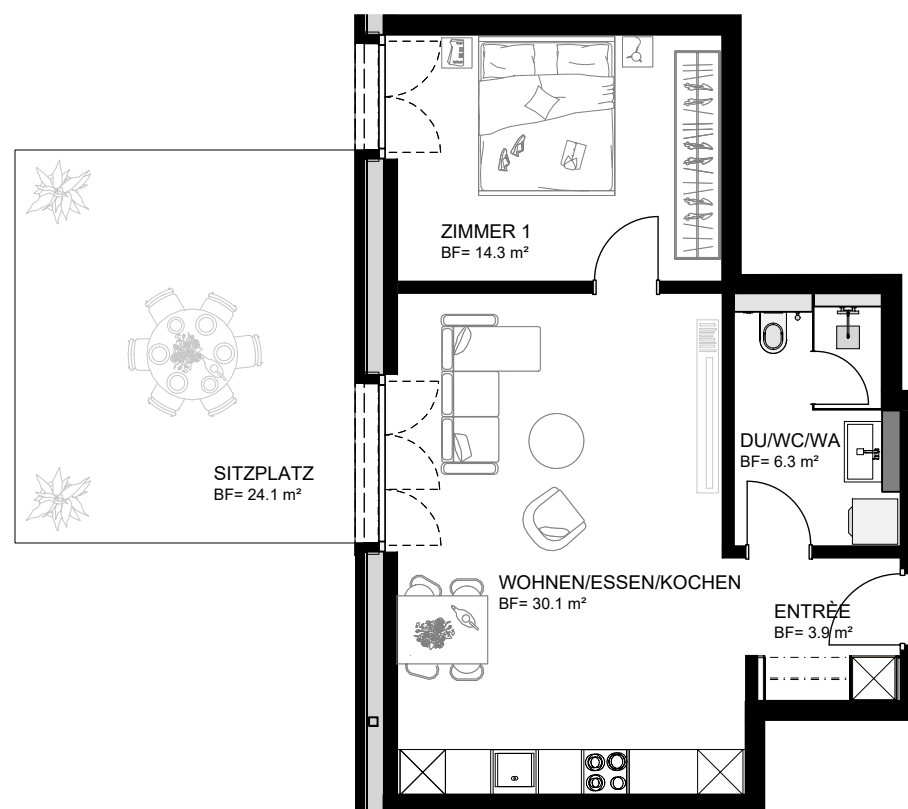 ZIMMER 1
BF= 14.3 m²
SITZPLATZ
BF= 24.1 m²
DU/WC/WA
BF= 6.3 m²
WOHNEN/ESSEN/KOCHEN
BF= 30.1 m²
ENTRÈE
BF= 3.9 m²